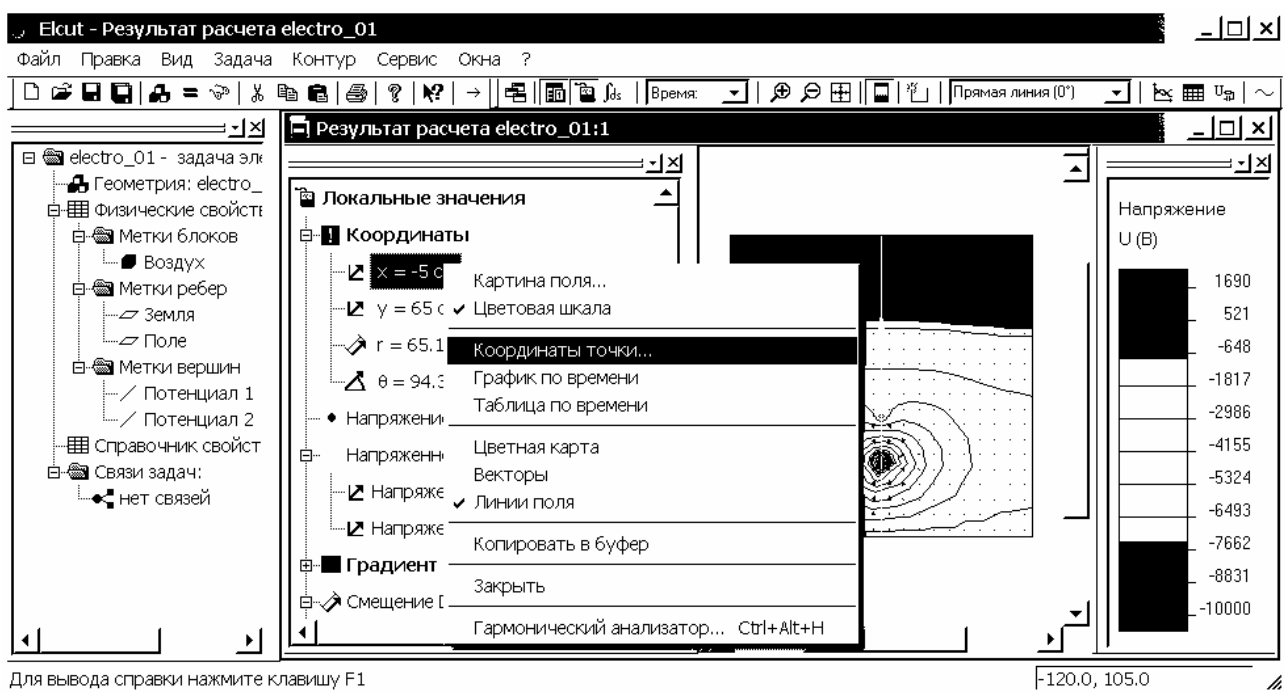 Elcut - Результат расчета electro_01
Файл Правка Вид Задача Контур Сервис Окна ?
Время: Прямая линия (0°)
electro_01 - задача эле
Геометрия: electro_
Физические свойств
Метки блоков
Воздух
Метки ребер
Земля
Поле
Метки вершин
Потенциал 1
Потенциал 2
Справочник свойст
Связи задач:
нет связей
Результат расчета electro_01:1
Локальные значения
Координаты
x = -5 c
y = 65 c
r = 65.1
θ = 94.3
Напряжени
Напряженн
Напряже
Напряже
Градиент
Смещение
Картина поля...
Цветовая шкала
Координаты точки...
График по времени
Таблица по времени
Цветная карта
Векторы
Линии поля
Копировать в буфер
Закрыть
Гармонический анализатор... Ctrl+Alt+H
Напряжение
U (В)
1690
521
-648
-1817
-2986
-4155
-5324
-6493
-7662
-8831
-10000
Для вывода справки нажмите клавишу F1
-120.0, 105.0